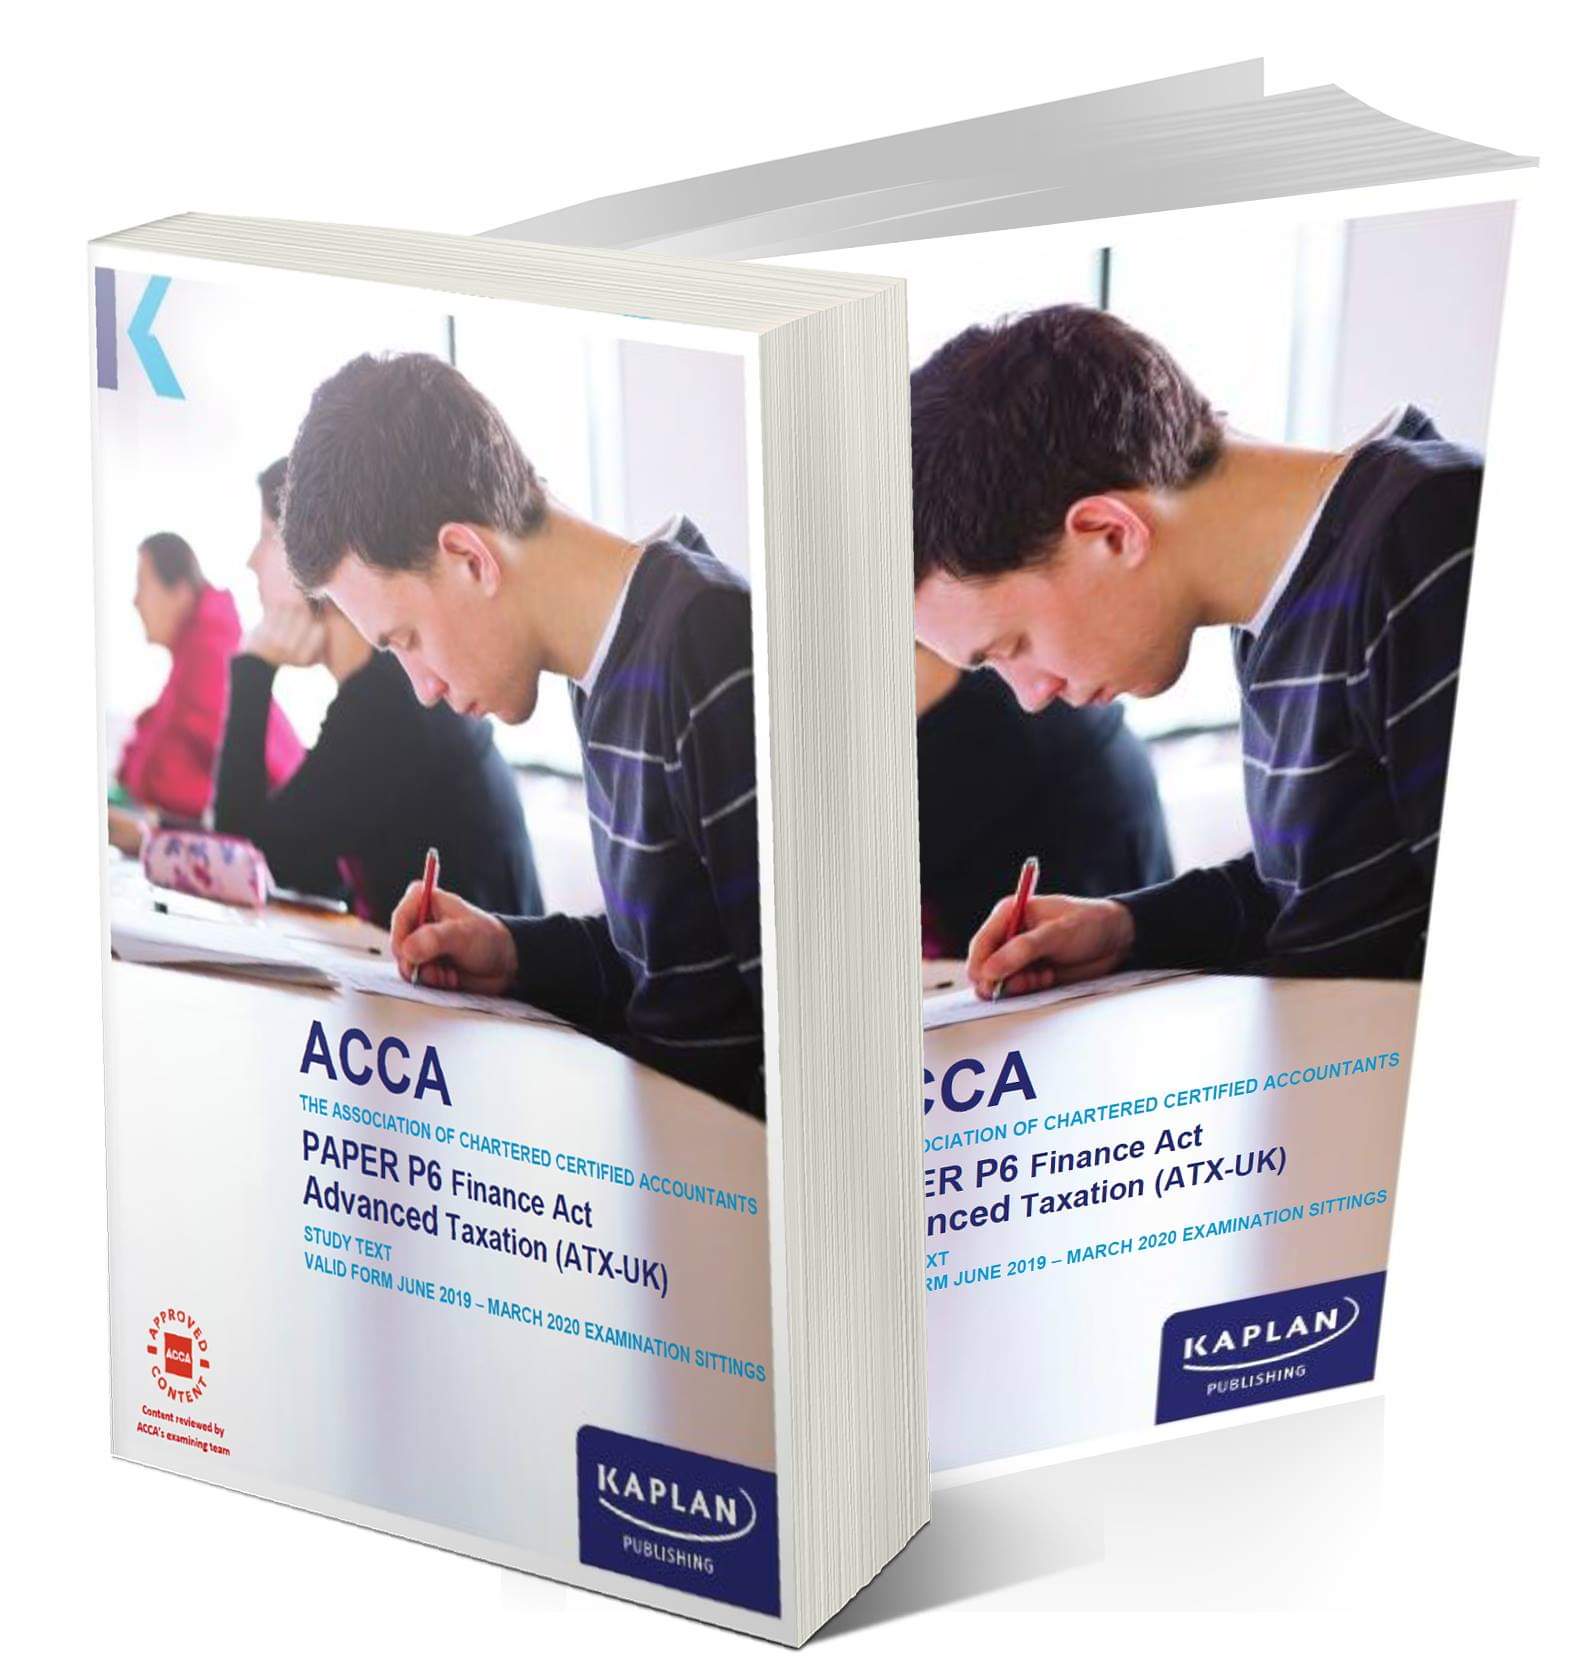 ACCA
THE ASSOCIATION OF CHARTERED CERTIFIED ACCOUNTANTS
PAPER P6 Finance Act
Advanced Taxation (ATX-UK)
STUDY TEXT
VALID FORM JUNE 2019 – MARCH 2020 EXAMINATION SITTINGS
APPROVED
ACCA
CONTENT
Content reviewed by
ACCA's examining team
KAPLAN
PUBLISHING
CCA
OCIATION OF CHARTERED CERTIFIED ACCOUNTANTS
ER P6 Finance Act
nced Taxation (ATX-UK)
XT
RM JUNE 2019 – MARCH 2020 EXAMINATION SITTINGS
KAPLAN
PUBLISHING